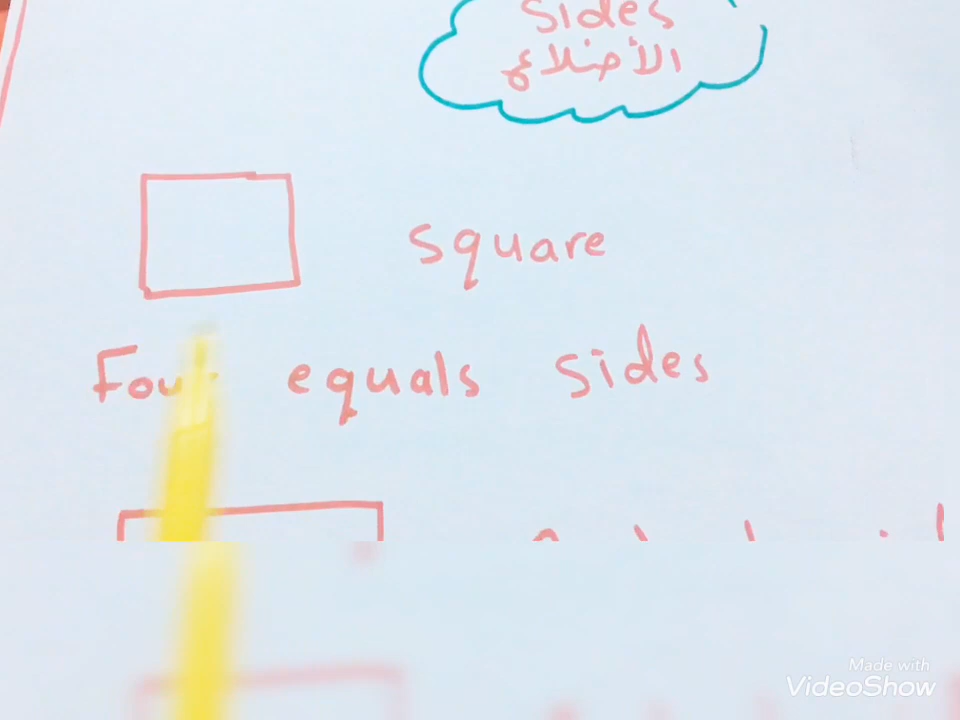 Sides
الأضلاع
square
Four equals sides
Made with
VideoShow